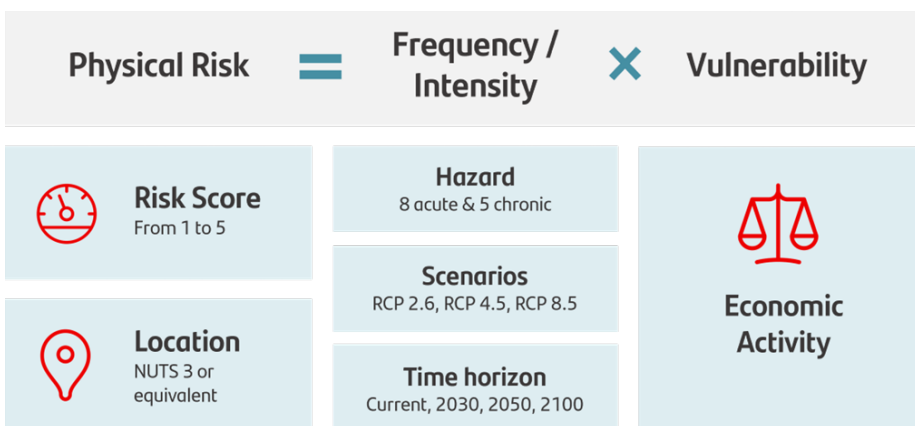 Physical Risk = Frequency / Intensity × Vulnerability
Risk Score
From 1 to 5
Location
NUTS 3 or
equivalent
Hazard
8 acute & 5 chronic
Scenarios
RCP 2.6, RCP 4.5, RCP 8.5
Time horizon
Current, 2030, 2050, 2100
Economic
Activity